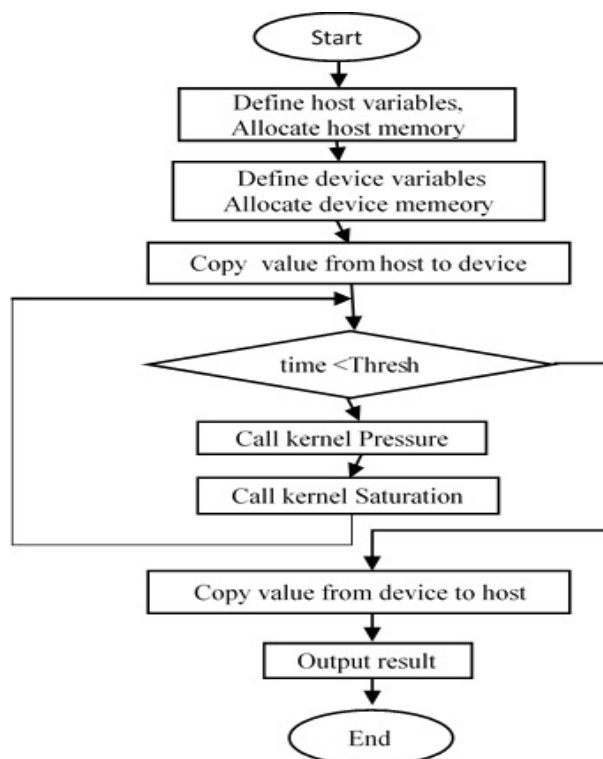 Start
Define host variables,
Allocate host memory
Define device variables
Allocate device memeory
Copy value from host to device
time <Thresh
Call kernel Pressure
Call kernel Saturation
Copy value from device to host
Output result
End